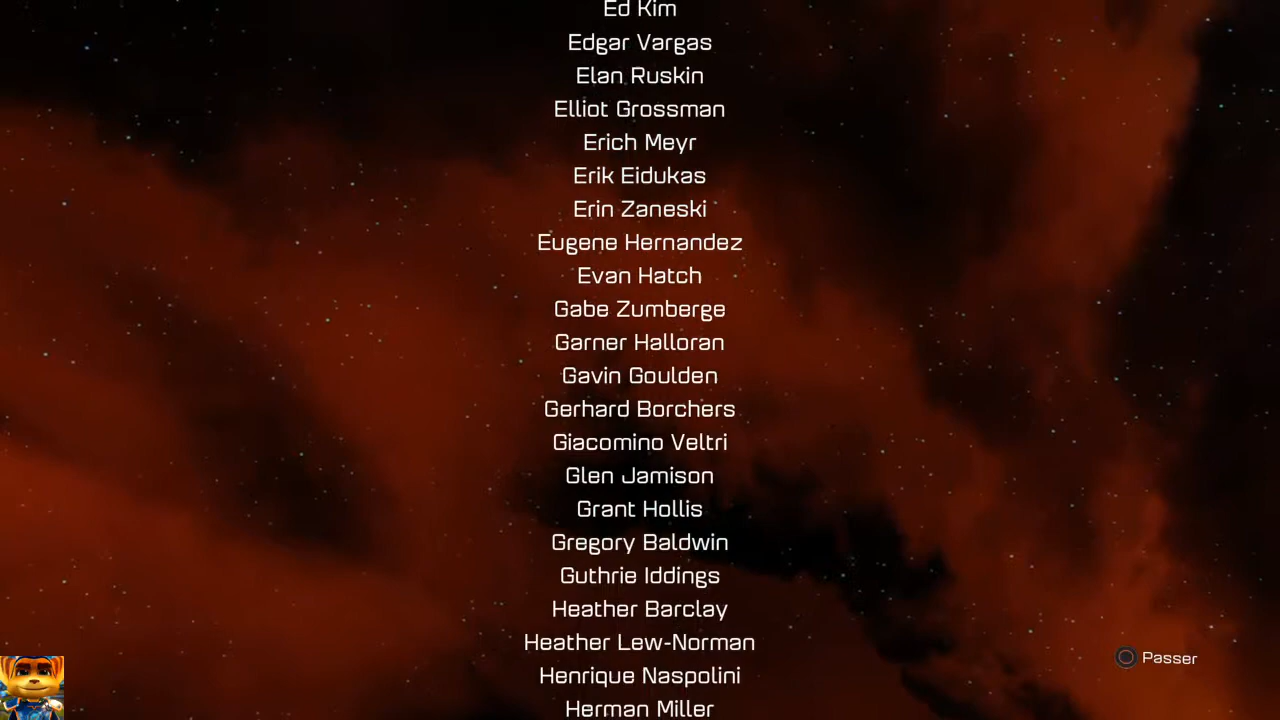 Ed Kim
Edgar Vargas
Elan Ruskin
Elliot Grossman
Erich Meyr
Erik Eidukas
Erin Zaneski
Eugene Hernandez
Evan Hatch
Gabe Zumberge
Garner Halloran
Gavin Goulden
Gerhard Borchers
Giacomino Veltri
Glen Jamison
Grant Hollis
Gregory Baldwin
Guthrie Iddings
Heather Barclay
Heather Lew-Norman
Passer
Henrique Naspolini
Herman Miller